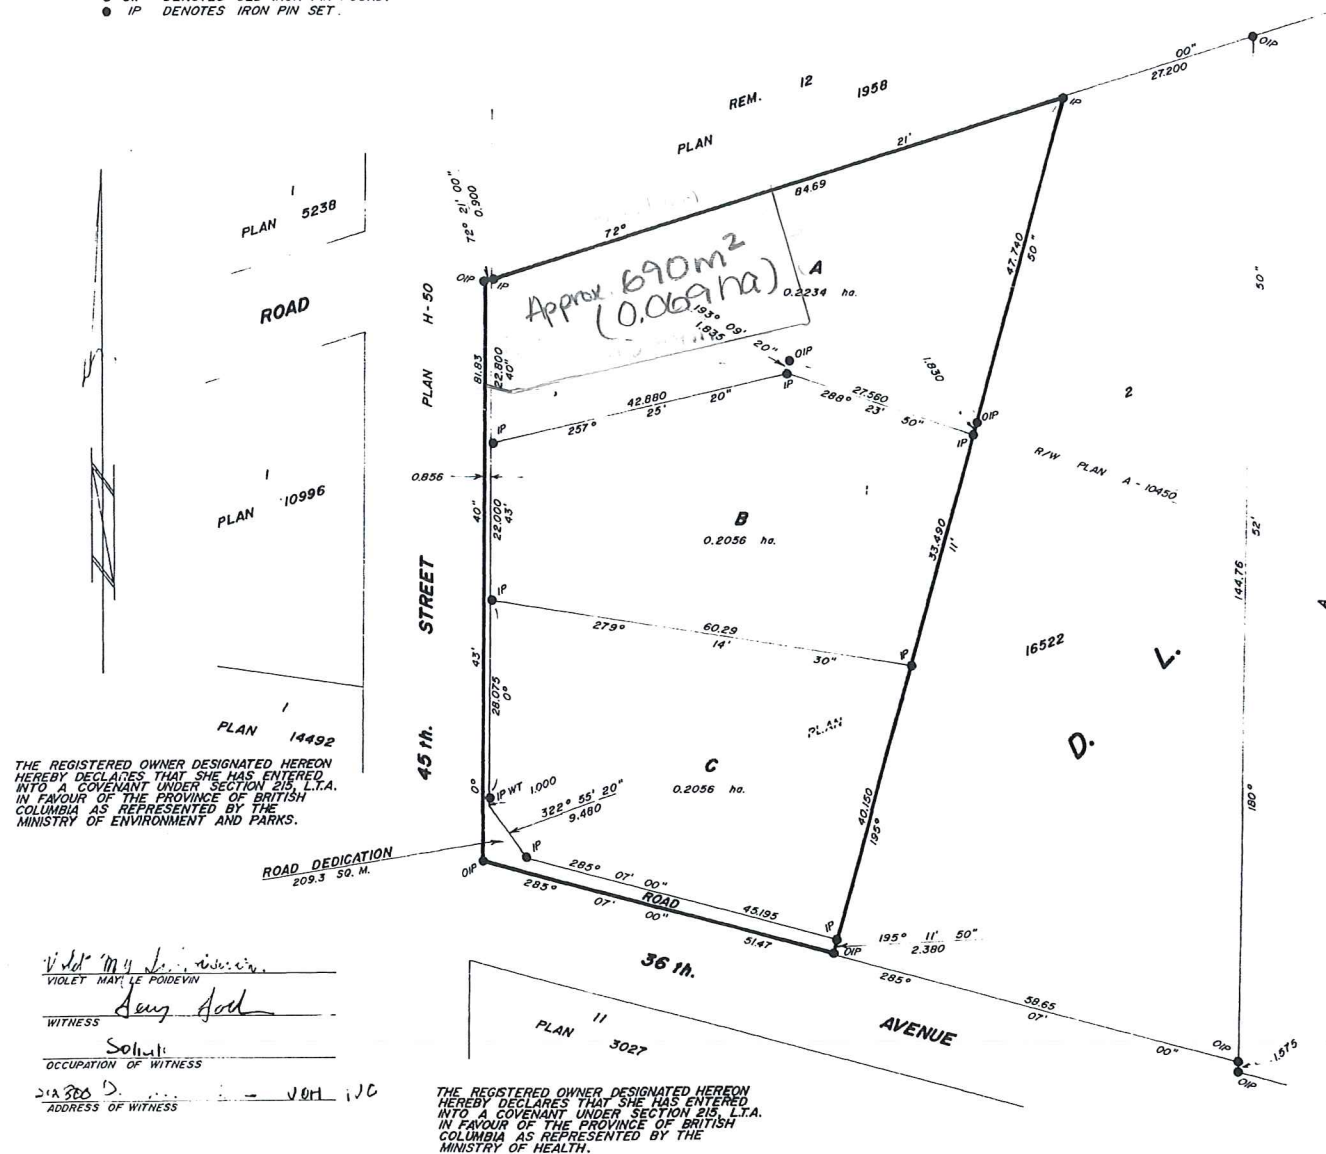 ● IP DENOTES IRON PIN SET.
00"
27.200
OIP
REM. 12 1958
PLAN
IP
21'
84.69
72°
72° 21' 00"
0.900
OIP
IP
1
PLAN 5238
ROAD
PLAN H-50
Approx. 690m²
(0.069 ha)
A
0.2234 ha.
47.740
50"
50"
193° 09' 20"
1.835
OIP
IP
81.83
22.800
40"
42.880
257° 25' 20"
27.560
288° 23' 50"
1.830
OIP
IP
2
R/W PLAN A-10450
IP
0.856
1
PLAN 10996
40"
22.000
43'
B
0.2056 ha.
33.490
11'
52'
144.76
A
IP
60.29
279° 14' 30"
IP
16522
L.
D.
STREET
45 th.
43'
28.075
0°
PLAN
1
PLAN 14492
C
0.2056 ha.
THE REGISTERED OWNER DESIGNATED HEREON
HEREBY DECLARES THAT SHE HAS ENTERED
INTO A COVENANT UNDER SECTION 215, L.T.A.
IN FAVOUR OF THE PROVINCE OF BRITISH
COLUMBIA AS REPRESENTED BY THE
MINISTRY OF ENVIRONMENT AND PARKS.
0°
IP WT 1.000
322° 55' 20"
9.480
40.150
195°
180°
ROAD DEDICATION
209.3 SQ. M.
OIP
IP
285° 07' 00"
45.195
ROAD
285° 07' 00"
51.47
IP
OIP
195° 11' 50"
2.380
36 th.
AVENUE
285° 07' 00"
58.65
OIP
1.575
OIP
VIOLET MAY LE POIDEVIN
WITNESS
OCCUPATION OF WITNESS
ADDRESS OF WITNESS
11
PLAN 3027
THE REGISTERED OWNER DESIGNATED HEREON
HEREBY DECLARES THAT SHE HAS ENTERED
INTO A COVENANT UNDER SECTION 215, L.T.A.
IN FAVOUR OF THE PROVINCE OF BRITISH
COLUMBIA AS REPRESENTED BY THE
MINISTRY OF HEALTH.